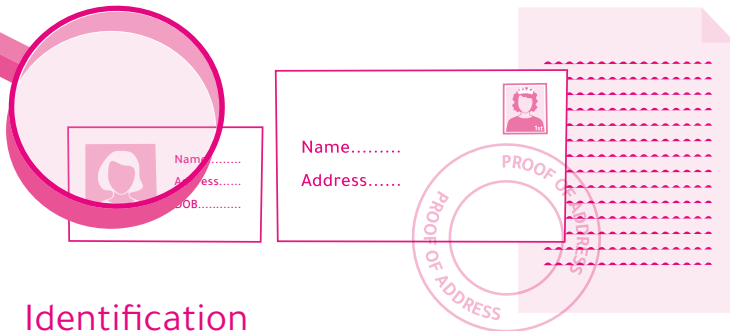 Name.........
Address......
DOB...........
Name.........
Address......
1st
PROOF OF ADDRESS
PROOF OF ADDRESS
Identification